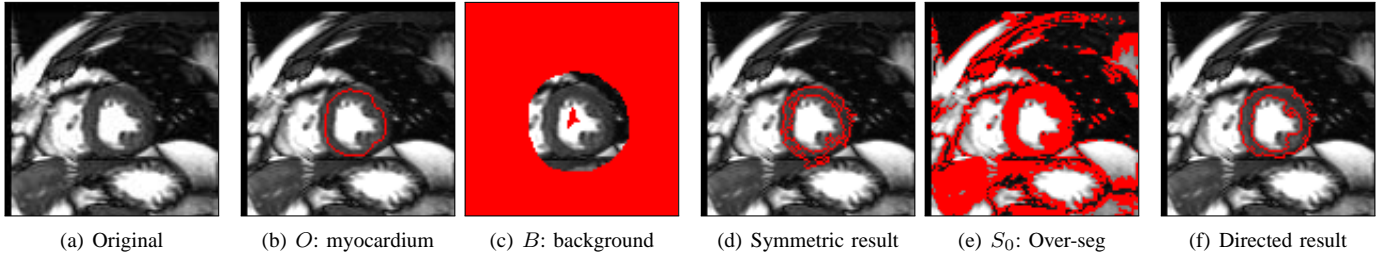 (a) Original
(b) O: myocardium
(c) B: background
(d) Symmetric result
(e) S₀: Over-seg
(f) Directed result